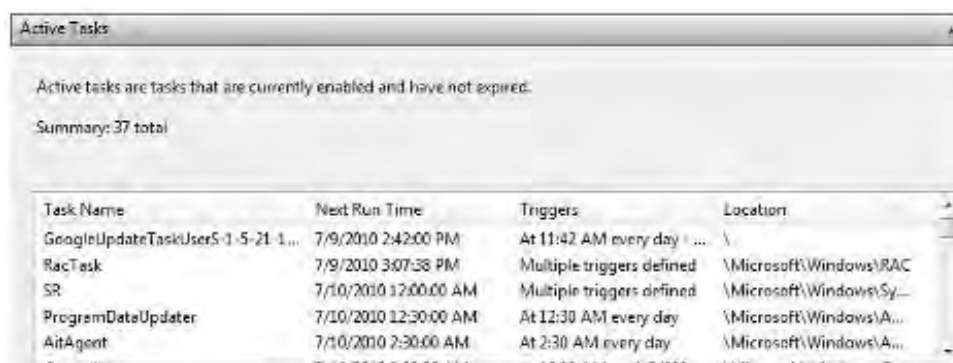 Active Tasks
Active tasks are tasks that are currently enabled and have not expired.
Summary: 37 total
Task Name Next Run Time Triggers Location
GoogleUpdateTaskUserS-1-5-21-1... 7/9/2010 2:42:00 PM At 11:42 AM every day - ... \
RacTask 7/9/2010 3:07:38 PM Multiple triggers defined \Microsoft\Windows\RAC
SR 7/10/2010 12:00:00 AM Multiple triggers defined \Microsoft\Windows\Sy...
ProgramDataUpdater 7/10/2010 12:30:00 AM At 12:30 AM every day \Microsoft\Windows\A...
AitAgent 7/10/2010 2:30:00 AM At 2:30 AM every day \Microsoft\Windows\A...